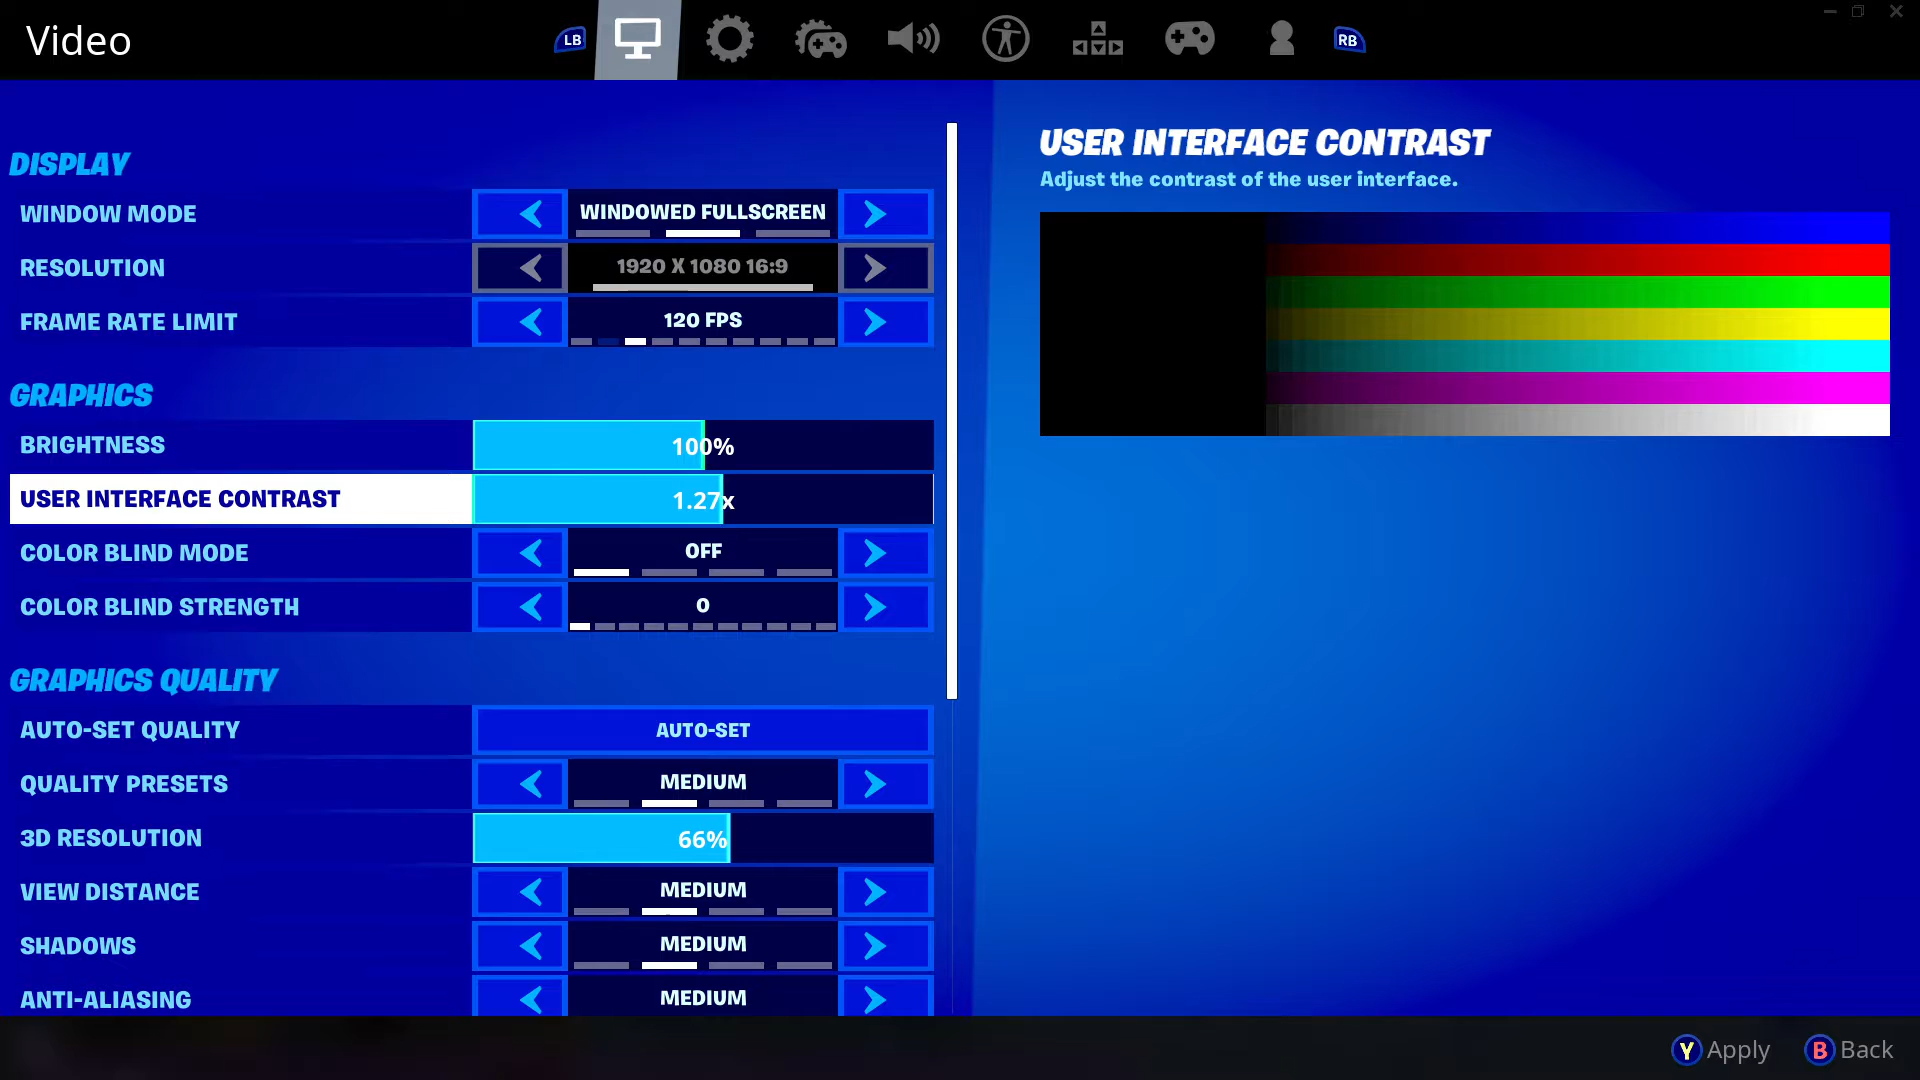 Video
LB
RB
DISPLAY
WINDOW MODE
WINDOWED FULLSCREEN
RESOLUTION
1920 X 1080 16:9
FRAME RATE LIMIT
120 FPS
GRAPHICS
BRIGHTNESS
100%
USER INTERFACE CONTRAST
1.27x
COLOR BLIND MODE
OFF
COLOR BLIND STRENGTH
0
GRAPHICS QUALITY
AUTO-SET QUALITY
AUTO-SET
QUALITY PRESETS
MEDIUM
3D RESOLUTION
66%
VIEW DISTANCE
MEDIUM
SHADOWS
MEDIUM
ANTI-ALIASING
MEDIUM
USER INTERFACE CONTRAST
Adjust the contrast of the user interface.
Y Apply
B Back